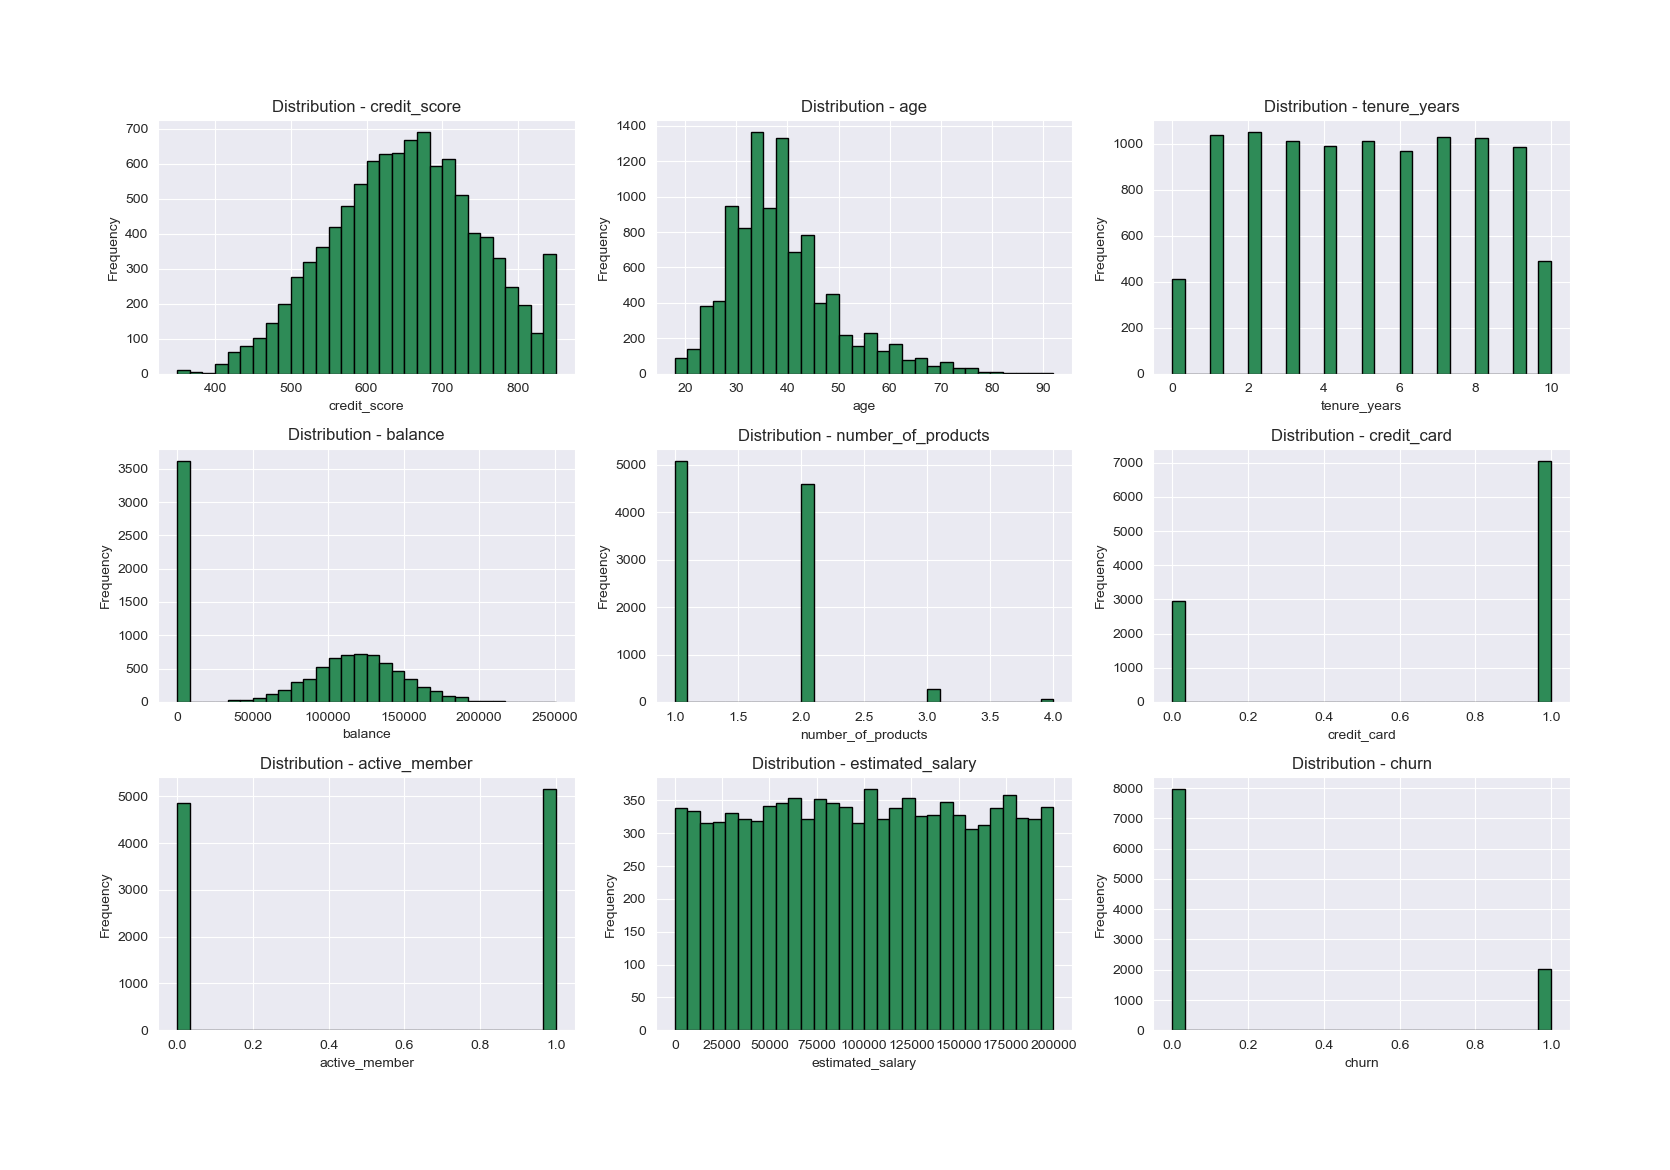 Distribution - credit_score
Frequency
700
600
500
400
300
200
100
0
400 500 600 700 800
credit_score
Distribution - age
Frequency
1400
1200
1000
800
600
400
200
0
20 30 40 50 60 70 80 90
age
Distribution - tenure_years
Frequency
1000
800
600
400
200
0
0 2 4 6 8 10
tenure_years
Distribution - balance
Frequency
3500
3000
2500
2000
1500
1000
500
0
0 50000 100000 150000 200000 250000
balance
Distribution - number_of_products
Frequency
5000
4000
3000
2000
1000
0
1.0 1.5 2.0 2.5 3.0 3.5 4.0
number_of_products
Distribution - credit_card
Frequency
7000
6000
5000
4000
3000
2000
1000
0
0.0 0.2 0.4 0.6 0.8 1.0
credit_card
Distribution - active_member
Frequency
5000
4000
3000
2000
1000
0
0.0 0.2 0.4 0.6 0.8 1.0
active_member
Distribution - estimated_salary
Frequency
350
300
250
200
150
100
50
0
0 25000 50000 75000 100000 125000 150000 175000 200000
estimated_salary
Distribution - churn
Frequency
8000
7000
6000
5000
4000
3000
2000
1000
0
0.0 0.2 0.4 0.6 0.8 1.0
churn